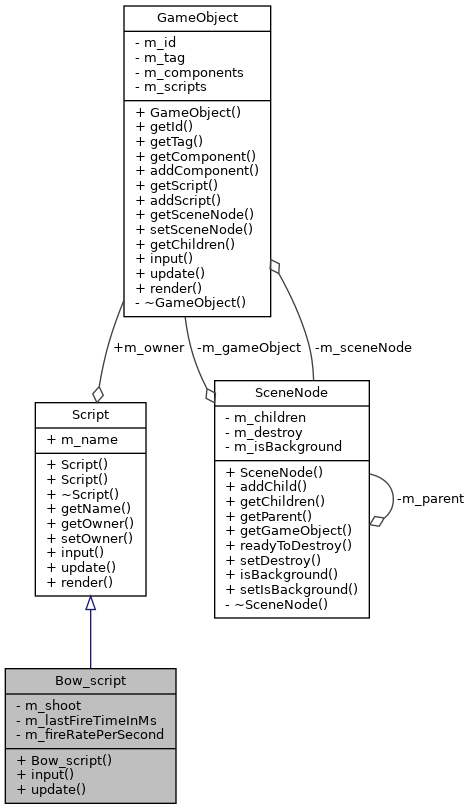 GameObject
- m_id
- m_tag
- m_components
- m_scripts
+ GameObject()
+ getId()
+ getTag()
+ getComponent()
+ addComponent()
+ getScript()
+ addScript()
+ getSceneNode()
+ setSceneNode()
+ getChildren()
+ input()
+ update()
+ render()
- ~GameObject()
+m_owner
-m_gameObject
-m_sceneNode
Script
+ m_name
+ Script()
+ Script()
+ ~Script()
+ getName()
+ getOwner()
+ setOwner()
+ input()
+ update()
+ render()
SceneNode
- m_children
- m_destroy
- m_isBackground
+ SceneNode()
+ addChild()
+ getChildren()
+ getParent()
+ getGameObject()
+ readyToDestroy()
+ setDestroy()
+ isBackground()
+ setIsBackground()
- ~SceneNode()
-m_parent
Bow_script
- m_shoot
- m_lastFireTimeInMs
- m_fireRatePerSecond
+ Bow_script()
+ input()
+ update()